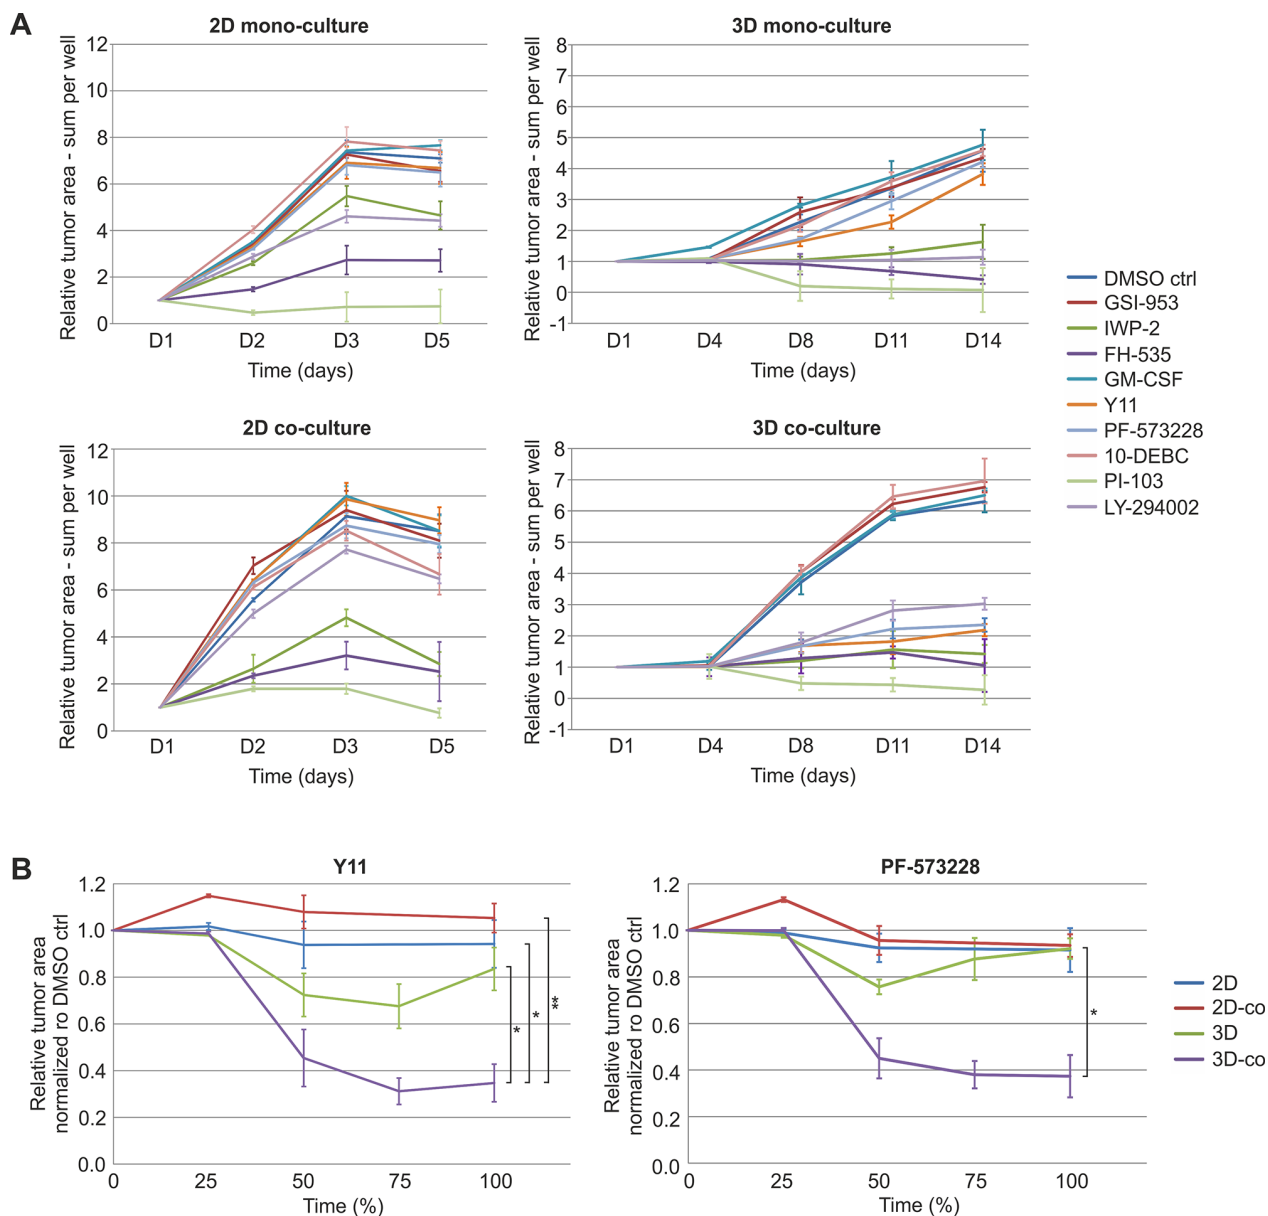 A
2D mono-culture
Relative tumor area - sum per well
12
10
8
6
4
2
0
D1 D2 D3 D5
Time (days)
3D mono-culture
Relative tumor area - sum per well
8
7
6
5
4
3
2
1
0
-1
D1 D4 D8 D11 D14
Time (days)
DMSO ctrl
GSI-953
IWP-2
FH-535
GM-CSF
Y11
PF-573228
10-DEBC
PI-103
LY-294002
2D co-culture
Relative tumor area - sum per well
12
10
8
6
4
2
0
D1 D2 D3 D5
Time (days)
3D co-culture
Relative tumor area - sum per well
8
7
6
5
4
3
2
1
0
-1
D1 D4 D8 D11 D14
Time (days)
B
Y11
Relative tumor area
normalized ro DMSO ctrl
1.2
1.0
0.8
0.6
0.4
0.2
0.0
0 25 50 75 100
Time (%)
*
*
**
PF-573228
Relative tumor area
normalized ro DMSO ctrl
1.2
1.0
0.8
0.6
0.4
0.2
0.0
0 25 50 75 100
Time (%)
*
2D
2D-co
3D
3D-co